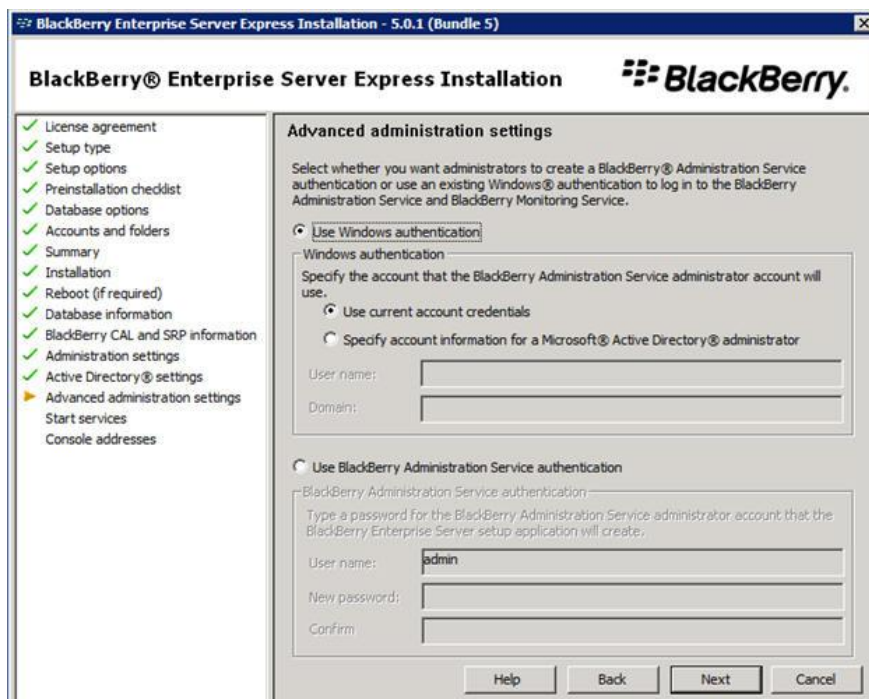 BlackBerry Enterprise Server Express Installation - 5.0.1 (Bundle 5)
BlackBerry® Enterprise Server Express Installation
BlackBerry.
License agreement
Setup type
Setup options
Preinstallation checklist
Database options
Accounts and folders
Summary
Installation
Reboot (if required)
Database information
BlackBerry CAL and SRP information
Administration settings
Active Directory® settings
Advanced administration settings
Start services
Console addresses
Advanced administration settings
Select whether you want administrators to create a BlackBerry® Administration Service
authentication or use an existing Windows® authentication to log in to the BlackBerry
Administration Service and BlackBerry Monitoring Service.
Use Windows authentication
Windows authentication
Specify the account that the BlackBerry Administration Service administrator account will
use.
Use current account credentials
Specify account information for a Microsoft® Active Directory® administrator
User name:
Domain:
Use BlackBerry Administration Service authentication
BlackBerry Administration Service authentication
Type a password for the BlackBerry Administration Service administrator account that the
BlackBerry Enterprise Server setup application will create.
User name: admin
New password:
Confirm
Help Back Next Cancel